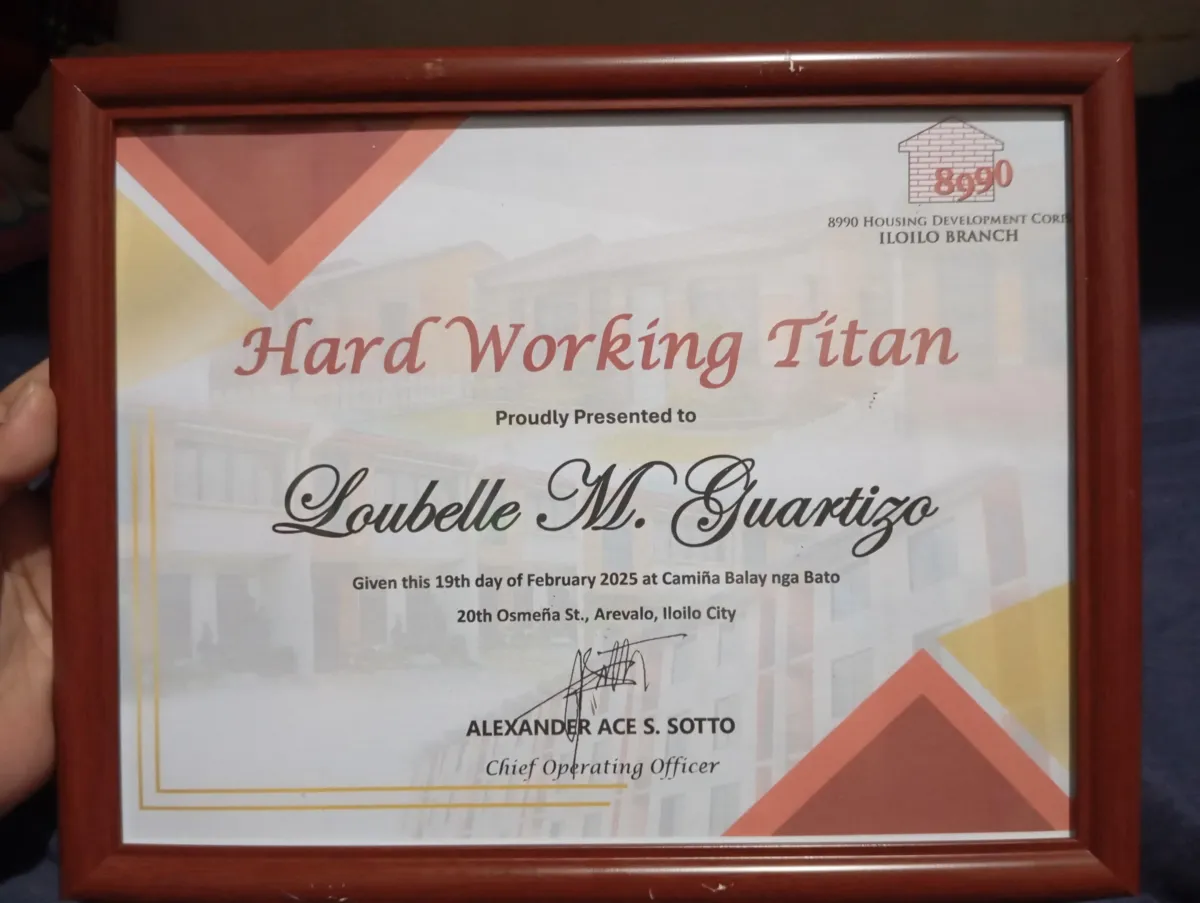 8990
8990 HOUSING DEVELOPMENT CORP
ILOILO BRANCH
Hard Working Titan
Proudly Presented to
Loubelle M. Guartizo
Given this 19th day of February 2025 at Camiña Balay nga Bato
20th Osmeña St., Arevalo, Iloilo City
ALEXANDER ACE S. SOTTO
Chief Operating Officer